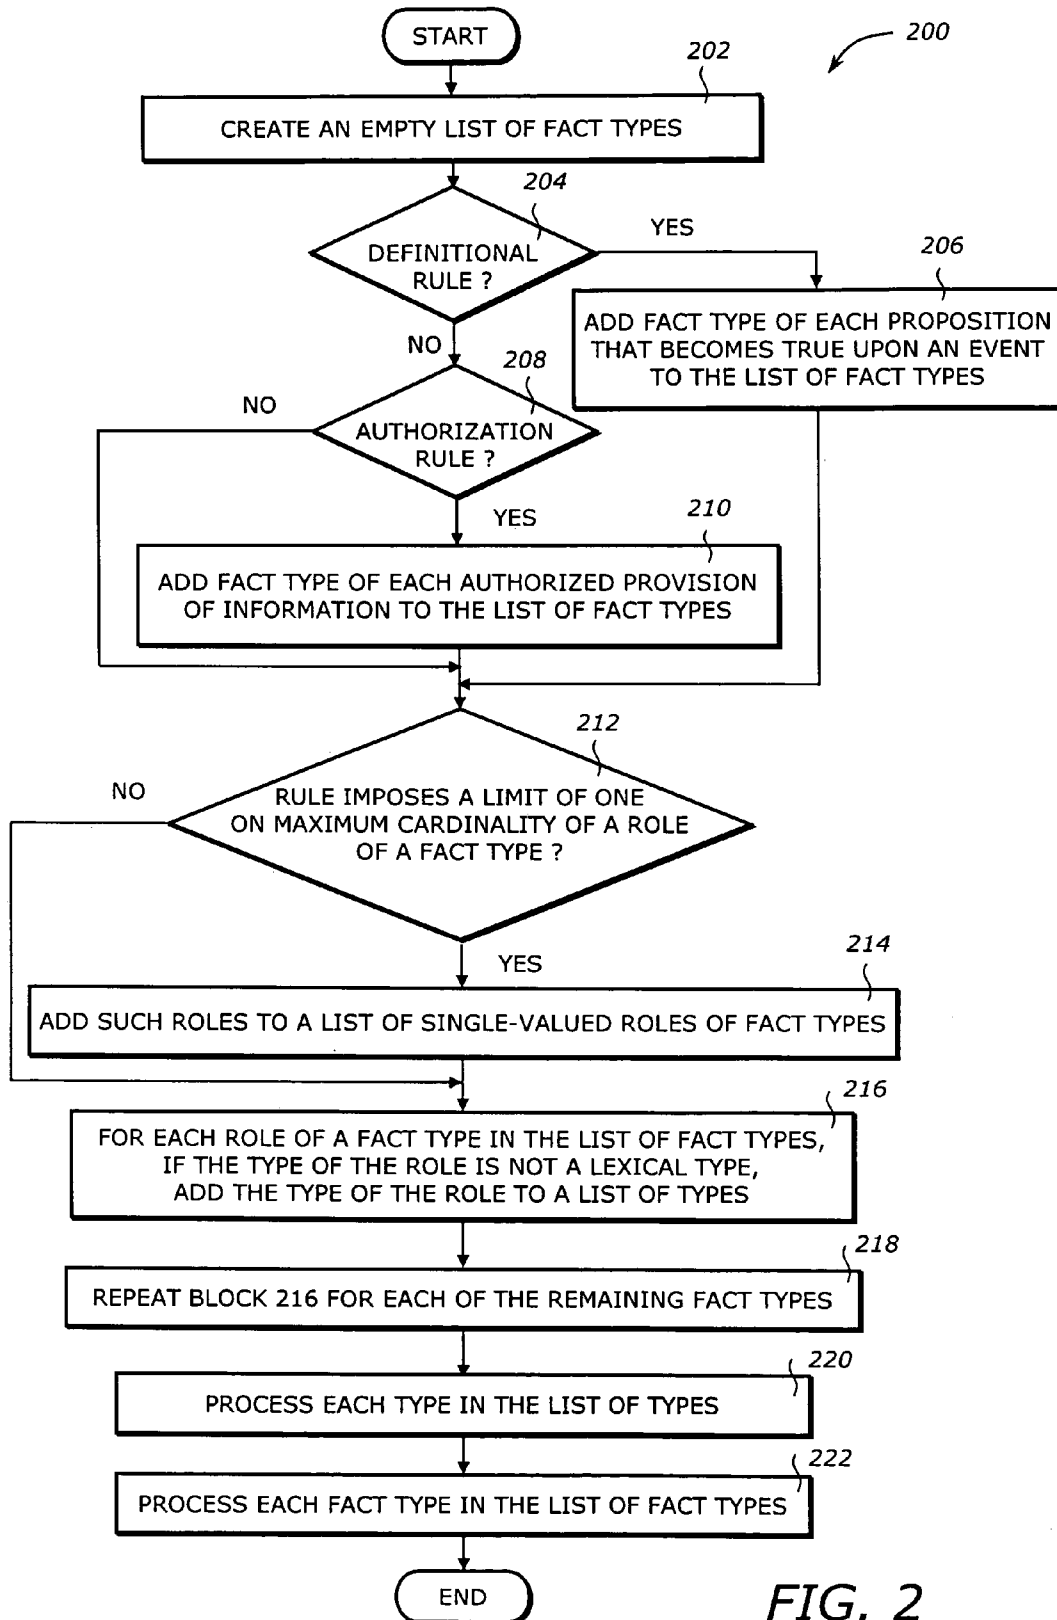 START
200
202
CREATE AN EMPTY LIST OF FACT TYPES
204
DEFINITIONAL
RULE ?
YES
206
ADD FACT TYPE OF EACH PROPOSITION
THAT BECOMES TRUE UPON AN EVENT
TO THE LIST OF FACT TYPES
NO
208
NO
AUTHORIZATION
RULE ?
YES
210
ADD FACT TYPE OF EACH AUTHORIZED PROVISION
OF INFORMATION TO THE LIST OF FACT TYPES
212
NO
RULE IMPOSES A LIMIT OF ONE
ON MAXIMUM CARDINALITY OF A ROLE
OF A FACT TYPE ?
YES
214
ADD SUCH ROLES TO A LIST OF SINGLE-VALUED ROLES OF FACT TYPES
216
FOR EACH ROLE OF A FACT TYPE IN THE LIST OF FACT TYPES,
IF THE TYPE OF THE ROLE IS NOT A LEXICAL TYPE,
ADD THE TYPE OF THE ROLE TO A LIST OF TYPES
218
REPEAT BLOCK 216 FOR EACH OF THE REMAINING FACT TYPES
220
PROCESS EACH TYPE IN THE LIST OF TYPES
222
PROCESS EACH FACT TYPE IN THE LIST OF FACT TYPES
END
FIG. 2